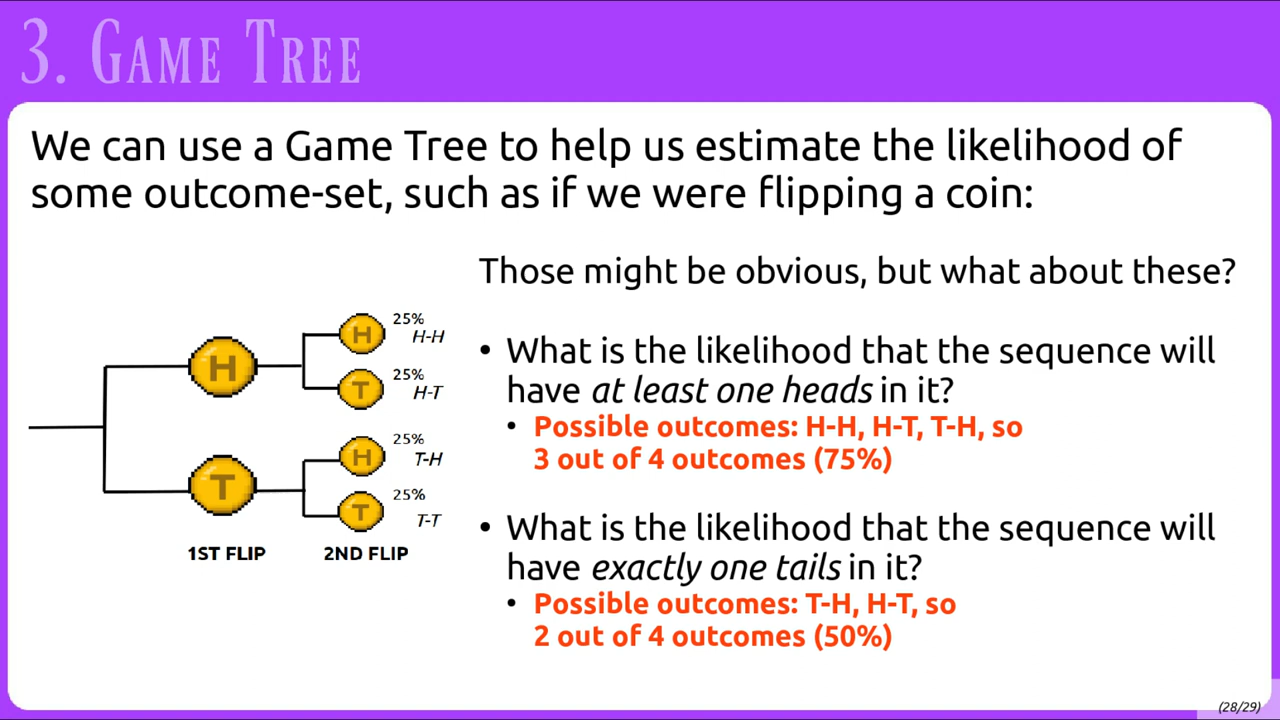 3. Game Tree
We can use a Game Tree to help us estimate the likelihood of
some outcome-set, such as if we were flipping a coin:
Those might be obvious, but what about these?
H
T
H
T
H
T
25%
H-H
25%
H-T
25%
T-H
25%
T-T
1ST FLIP
2ND FLIP
• What is the likelihood that the sequence will
have at least one heads in it?
• Possible outcomes: H-H, H-T, T-H, so
3 out of 4 outcomes (75%)
• What is the likelihood that the sequence will
have exactly one tails in it?
• Possible outcomes: T-H, H-T, so
2 out of 4 outcomes (50%)
(28/29)